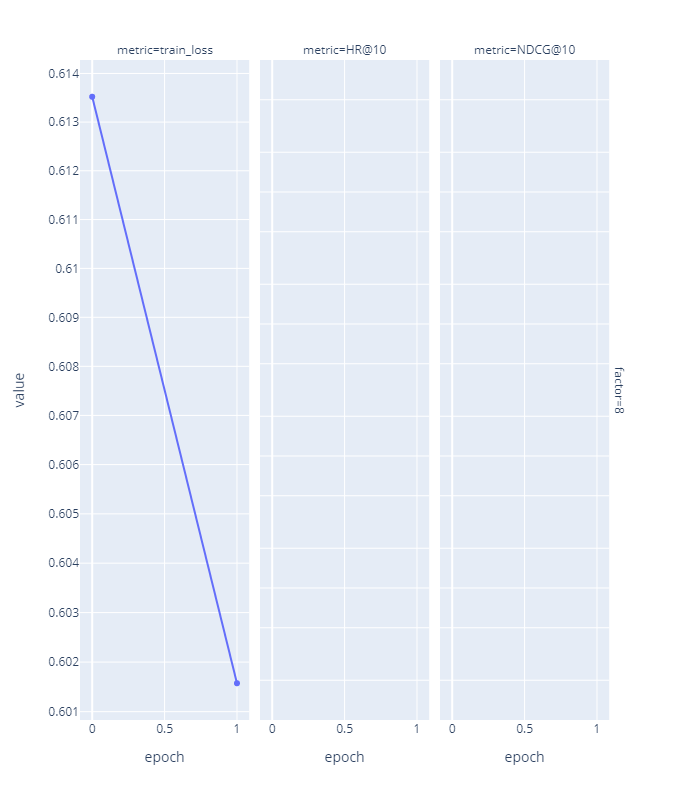 metric=train_loss
metric=HR@10
metric=NDCG@10
0.614
0.613
0.612
0.611
0.61
0.609
0.608
0.607
0.606
0.605
0.604
0.603
0.602
0.601
value
factor=8
0 0.5 1
0 0.5 1
0 0.5 1
epoch
epoch
epoch